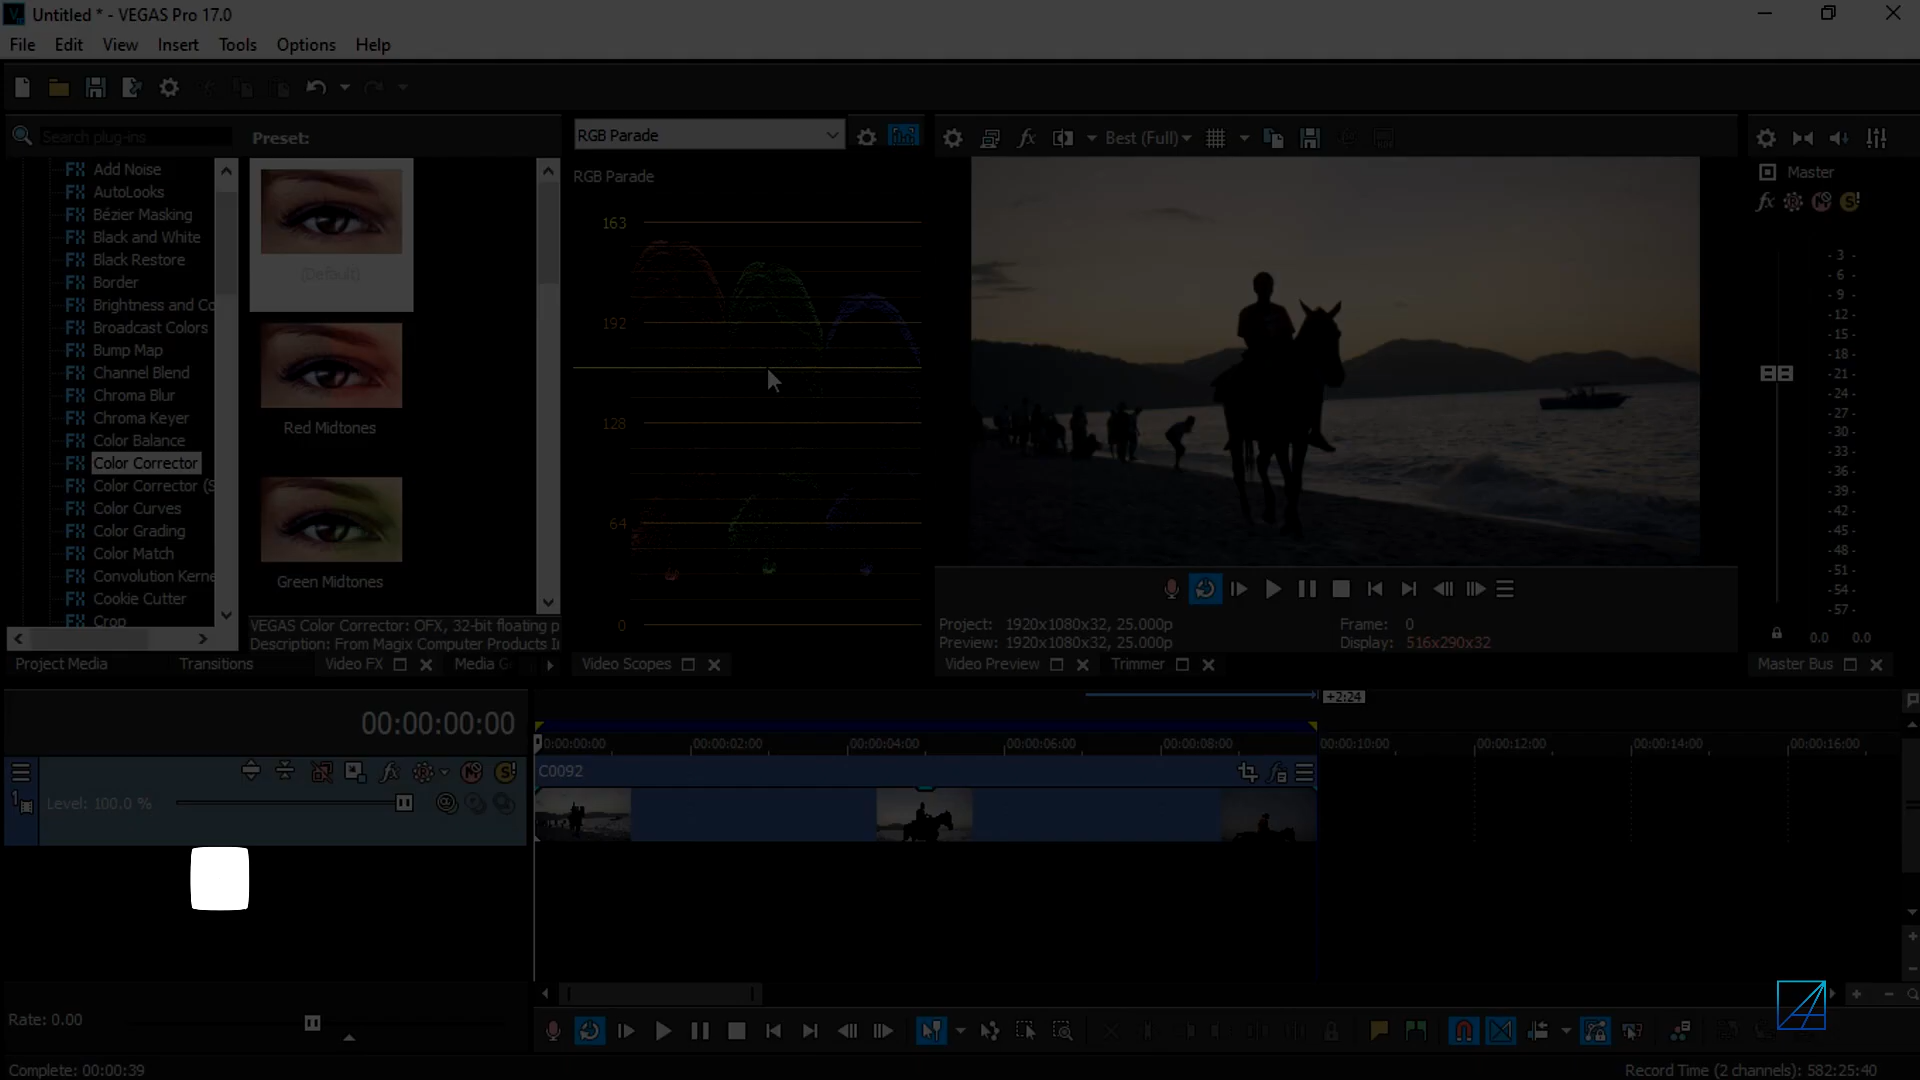 Untitled * - VEGAS Pro 17.0
File Edit View Insert Tools Options Help
Search plug-ins
Preset:
Add Noise
AutoLooks
Bézier Masking
Black and White
Black Restore
Border
Brightness and Co
Broadcast Colors
Bump Map
Channel Blend
Chroma Blur
Chroma Keyer
Color Balance
Color Corrector
Color Corrector (S
Color Curves
Color Grading
Color Match
Convolution Kerne
Cookie Cutter
Crop
(Default)
Red Midtones
Green Midtones
VEGAS Color Corrector: OFX, 32-bit floating p
Description: From Magix Computer Products I
Project Media Transitions Video FX Media G
RGB Parade
RGB Parade
163
192
128
64
0
Video Scopes
Best (Full)
Project: 1920x1080x32, 25.000p
Preview: 1920x1080x32, 25.000p
Frame: 0
Display: 516x290x32
Video Preview Trimmer
Master
- 3 -
- 6 -
- 9 -
- 12 -
- 15 -
- 18 -
- 21 -
- 24 -
- 27 -
- 30 -
- 33 -
- 36 -
- 39 -
- 42 -
- 45 -
- 48 -
- 51 -
- 54 -
- 57 -
0.0 0.0
Master Bus
+2:24
00:00:00:00
0:00:00:00 00:00:02:00 00:00:04:00 00:00:06:00 00:00:08:00 00:00:10:00 00:00:12:00 00:00:14:00 00:00:16:00
C0092
1
Level: 100.0 %
Rate: 0.00
Complete: 00:00:39
Record Time (2 channels): 582:25:40